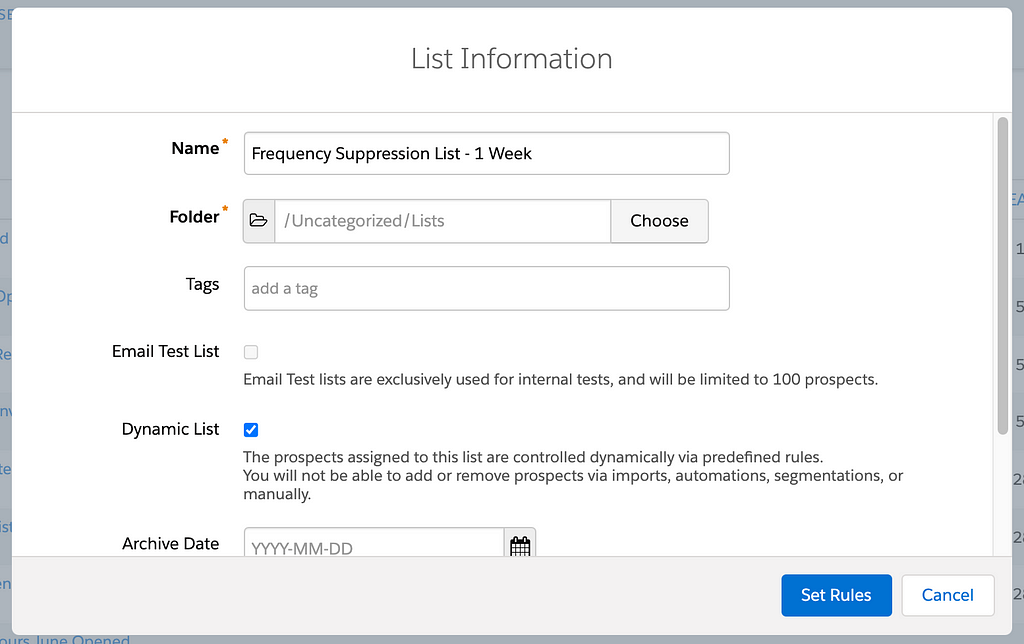 List Information
Name *
Frequency Suppression List - 1 Week
Folder *
/Uncategorized/Lists
Choose
Tags
add a tag
Email Test List
Email Test lists are exclusively used for internal tests, and will be limited to 100 prospects.
Dynamic List
The prospects assigned to this list are controlled dynamically via predefined rules.
You will not be able to add or remove prospects via imports, automations, segmentations, or
manually.
Archive Date
YYYY-MM-DD
Set Rules
Cancel
June Opened